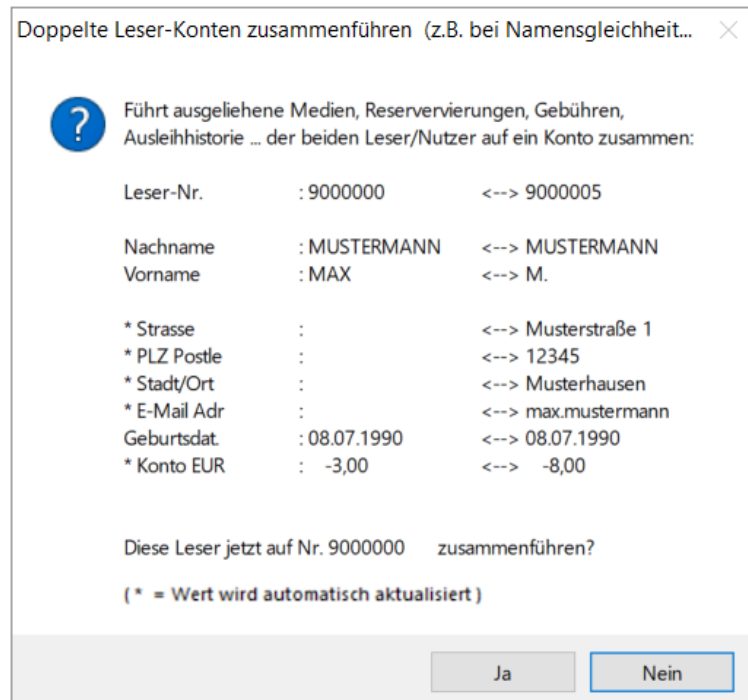 Doppelte Leser-Konten zusammenführen (z.B. bei Namensgleichheit...
Führt ausgeliehene Medien, Reservervierungen, Gebühren,
Ausleihhistorie ... der beiden Leser/Nutzer auf ein Konto zusammen:
Leser-Nr. : 9000000 <--> 9000005
Nachname : MUSTERMANN <--> MUSTERMANN
Vorname : MAX <--> M.
* Strasse : <--> Musterstraße 1
* PLZ Postle : <--> 12345
* Stadt/Ort : <--> Musterhausen
* E-Mail Adr : <--> max.mustermann
Geburtsdat. : 08.07.1990 <--> 08.07.1990
* Konto EUR : -3,00 <--> -8,00
Diese Leser jetzt auf Nr. 9000000 zusammenführen?
( * = Wert wird automatisch aktualisiert )
Ja Nein